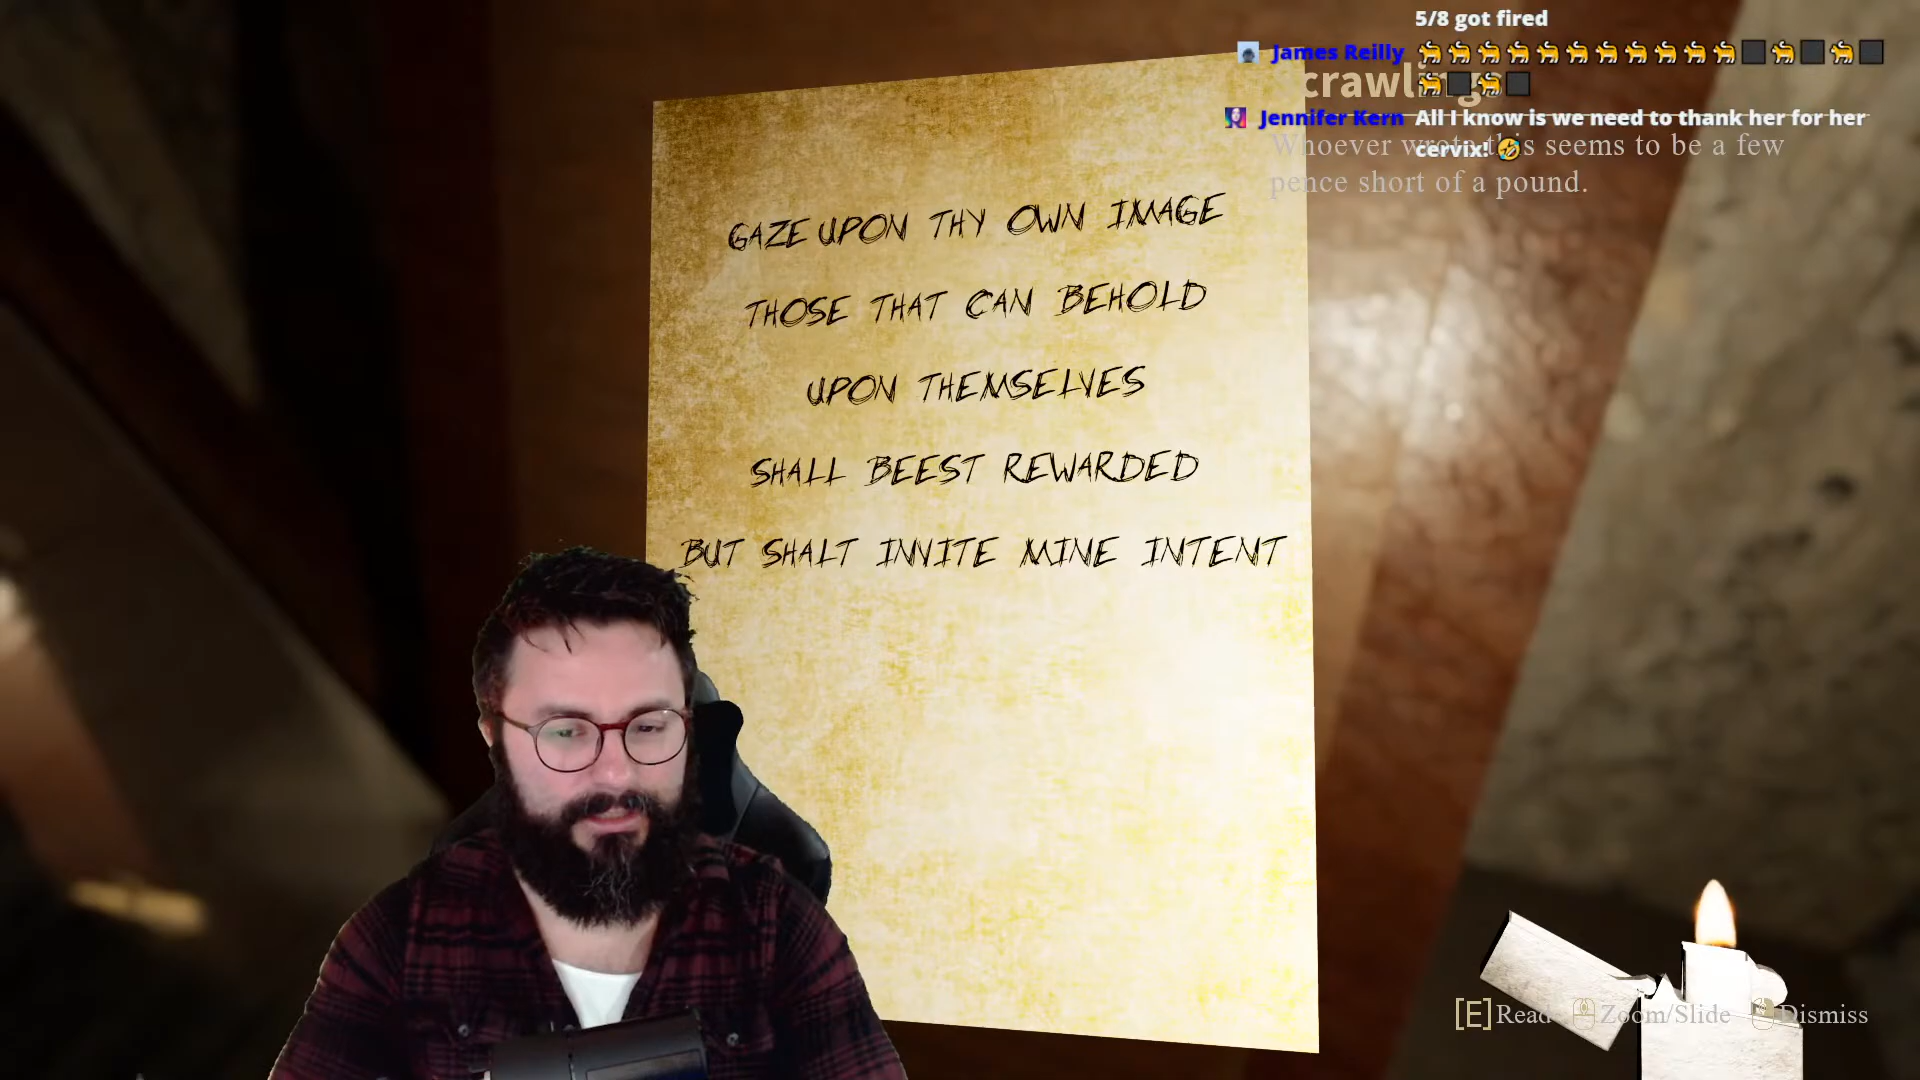 5/8 got fired
James Reilly
crawlings
Jennifer Kern All I know is we need to thank her for her
cervix!
Whoever wrote this seems to be a few
pence short of a pound.
GAZE UPON THY OWN IMAGE
THOSE THAT CAN BEHOLD
UPON THEMSELVES
SHALL BEEST REWARDED
BUT SHALT INVITE MINE INTENT
[E] Read Zoom/Slide Dismiss